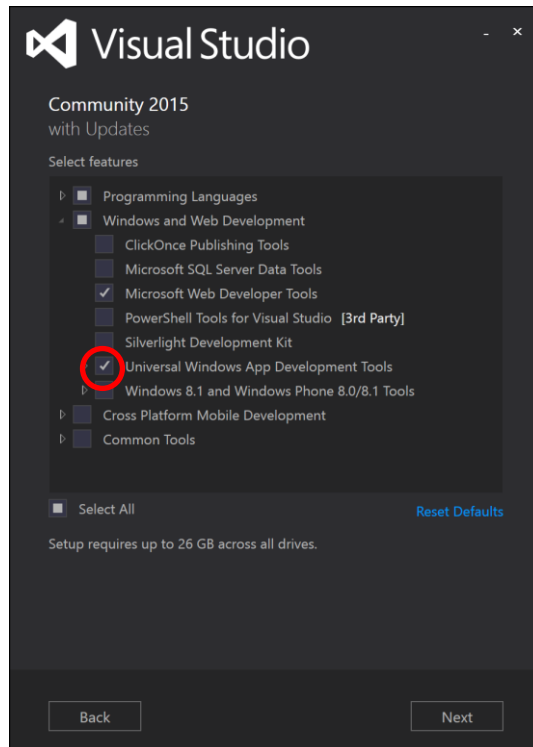 Visual Studio
Community 2015
with Updates
Select features
Programming Languages
Windows and Web Development
ClickOnce Publishing Tools
Microsoft SQL Server Data Tools
Microsoft Web Developer Tools
PowerShell Tools for Visual Studio [3rd Party]
Silverlight Development Kit
Universal Windows App Development Tools
Windows 8.1 and Windows Phone 8.0/8.1 Tools
Cross Platform Mobile Development
Common Tools
Select All Reset Defaults
Setup requires up to 26 GB across all drives.
Back Next